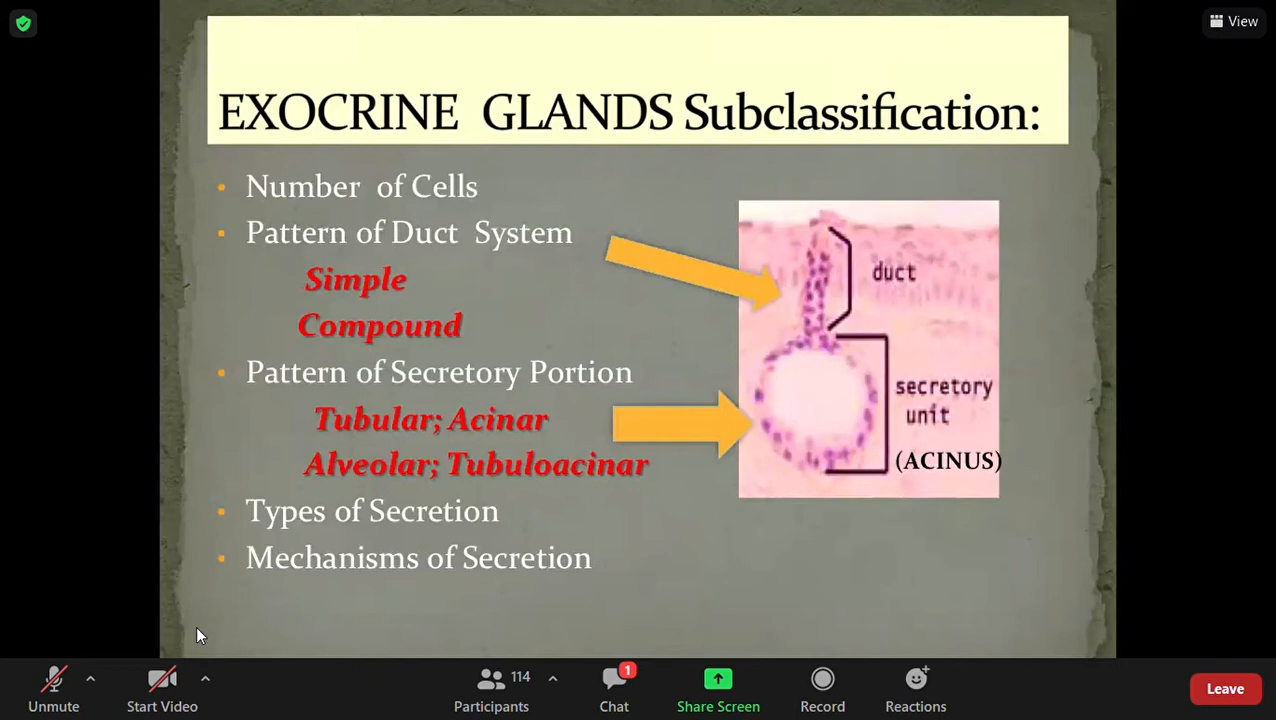 View
EXOCRINE GLANDS Subclassification:
• Number of Cells
• Pattern of Duct System
Simple
Compound
• Pattern of Secretory Portion
Tubular; Acinar
Alveolar; Tubuloacinar
• Types of Secretion
• Mechanisms of Secretion
duct
secretory
unit
(ACINUS)
Unmute
Start Video
114
Participants
1
Chat
Share Screen
Record
Reactions
Leave